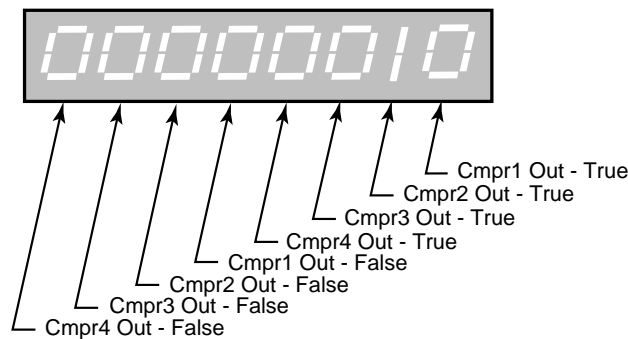 00000010
Cmpr1 Out - True
Cmpr2 Out - True
Cmpr3 Out - True
Cmpr4 Out - True
Cmpr1 Out - False
Cmpr2 Out - False
Cmpr3 Out - False
Cmpr4 Out - False